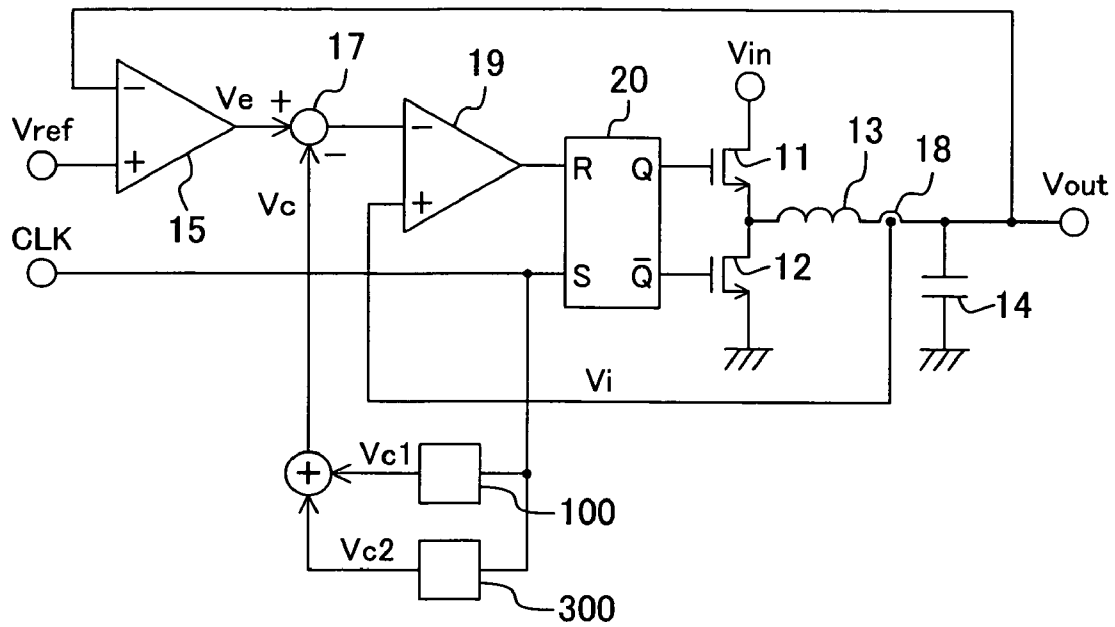 17
Vin
19
20
Ve
+
−
−
13
18
Vref
+
−
R
Q
11
Vout
Vc
+
15
CLK
S
Q̅
12
14
Vi
Vc1
+
100
Vc2
300